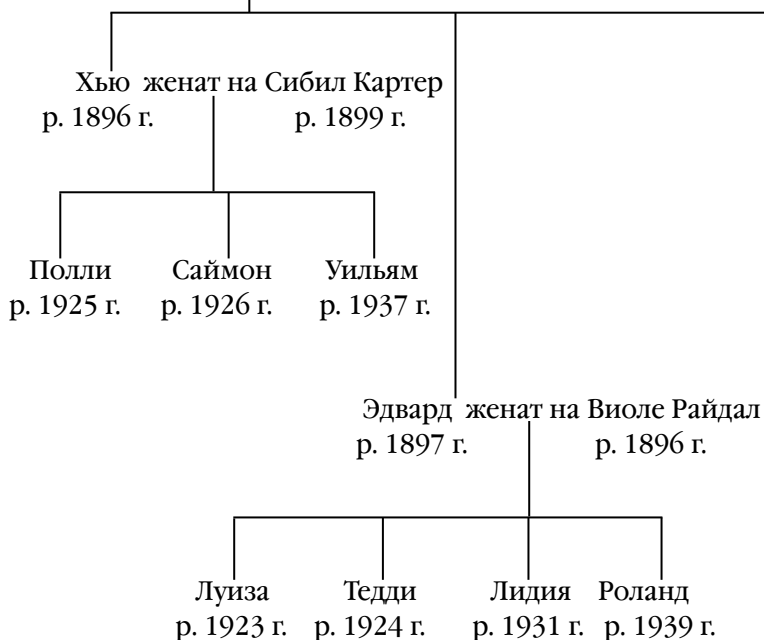 Хью женат на Сибил Картер
р. 1896 г. р. 1899 г.
Полли Саймон Уильям
р. 1925 г. р. 1926 г. р. 1937 г.
Эдвард женат на Виоле Райдал
р. 1897 г. р. 1896 г.
Луиза Тедди Лидия Роланд
р. 1923 г. р. 1924 г. р. 1931 г. р. 1939 г.